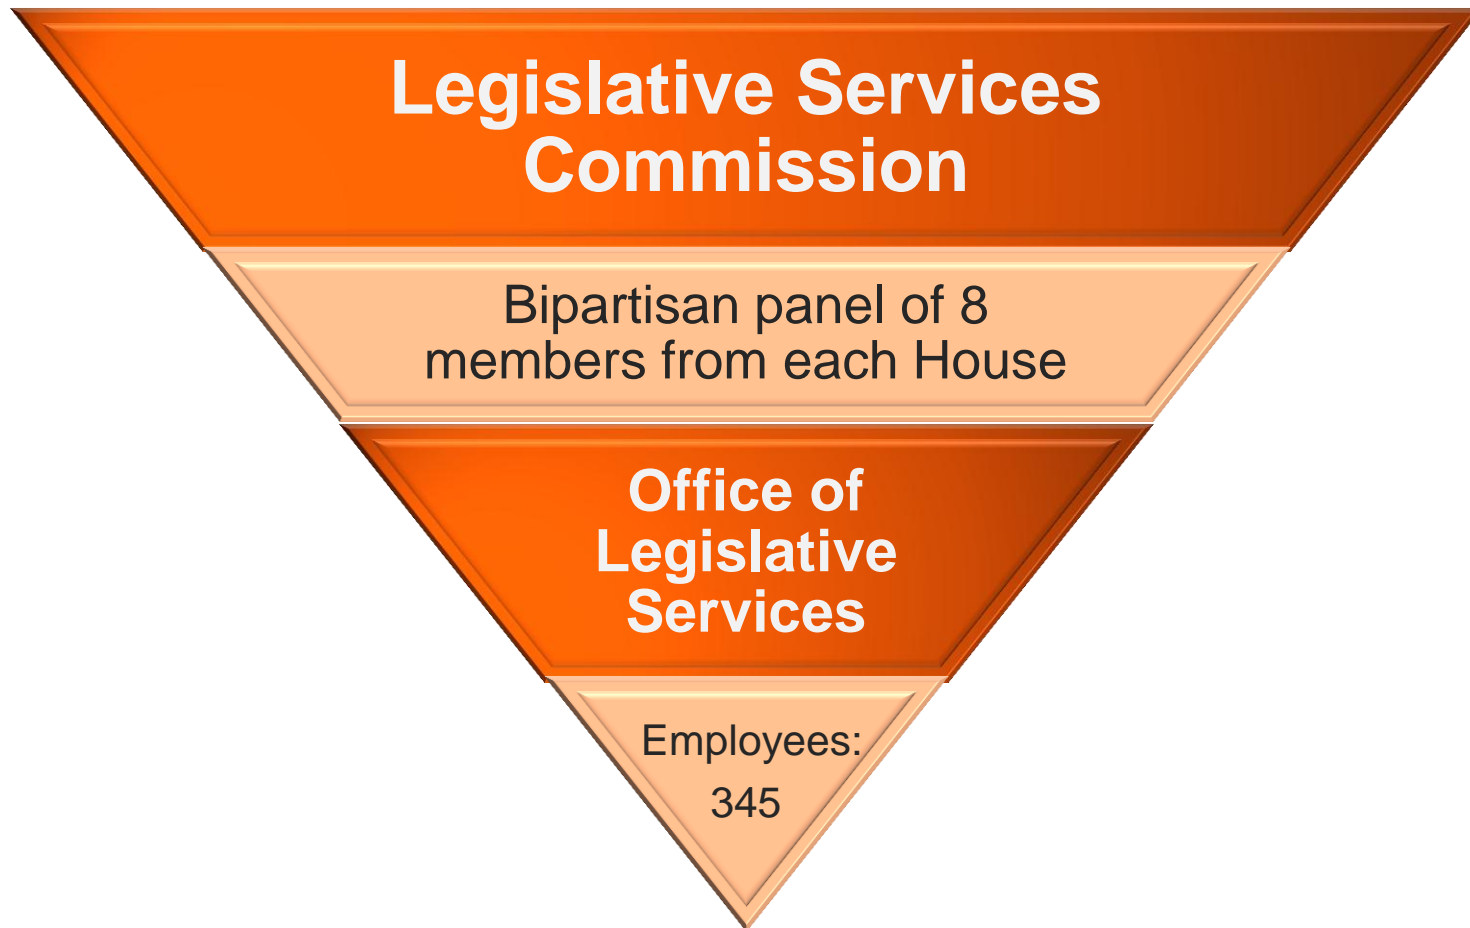 Legislative Services
Commission
Bipartisan panel of 8
members from each House
Office of
Legislative
Services
Employees:
345